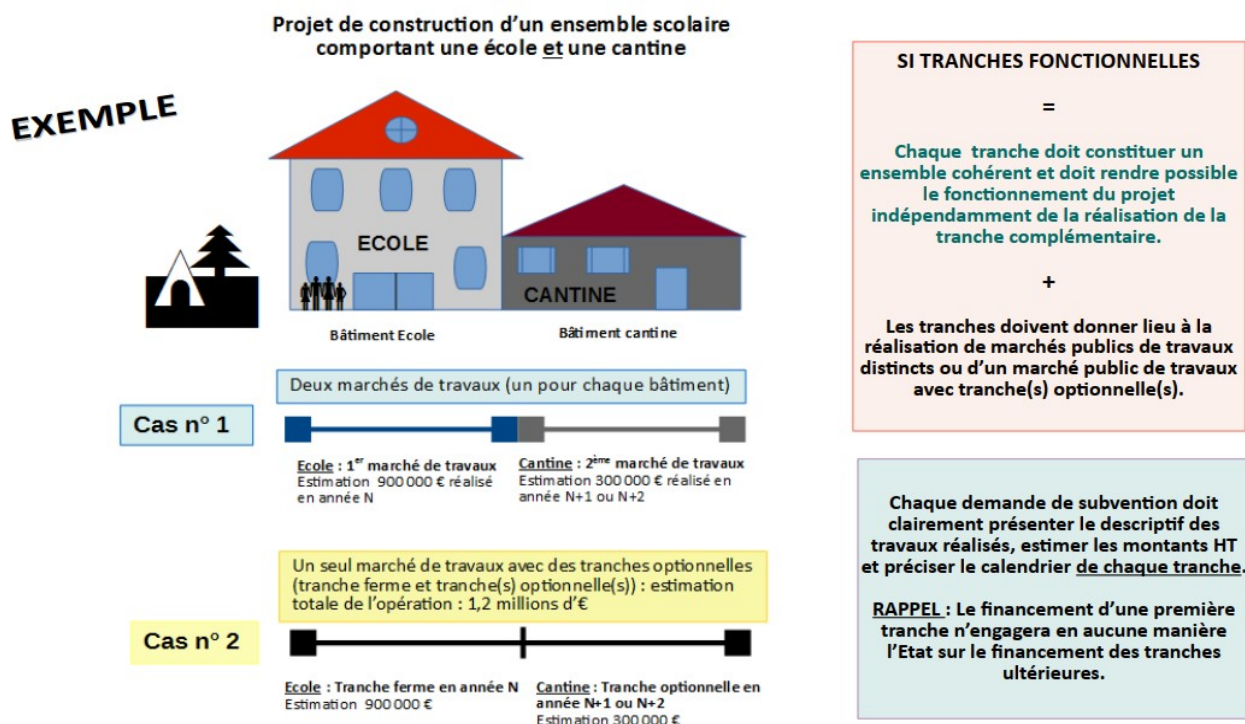 Projet de construction d'un ensemble scolaire
comportant une école et une cantine
EXEMPLE
ECOLE
CANTINE
Bâtiment Ecole
Bâtiment cantine
Deux marchés de travaux (un pour chaque bâtiment)
Cas n° 1
Ecole : 1er marché de travaux
Estimation 900 000 € réalisé
en année N
Cantine : 2ème marché de travaux
Estimation 300 000 € réalisé en
année N+1 ou N+2
Un seul marché de travaux avec des tranches optionnelles
(tranche ferme et tranche(s) optionnelle(s)) : estimation
totale de l'opération : 1,2 millions d'€
Cas n° 2
Ecole : Tranche ferme en année N
Estimation 900 000 €
Cantine : Tranche optionnelle en
année N+1 ou N+2
Estimation 300 000 €
SI TRANCHES FONCTIONNELLES
=
Chaque tranche doit constituer un
ensemble cohérent et doit rendre possible
le fonctionnement du projet
indépendamment de la réalisation de la
tranche complémentaire.
+
Les tranches doivent donner lieu à la
réalisation de marchés publics de travaux
distincts ou d'un marché public de travaux
avec tranche(s) optionnelle(s).
Chaque demande de subvention doit
clairement présenter le descriptif des
travaux réalisés, estimer les montants HT
et préciser le calendrier de chaque tranche.
RAPPEL : Le financement d'une première
tranche n'engagera en aucune manière
l'Etat sur le financement des tranches
ultérieures.